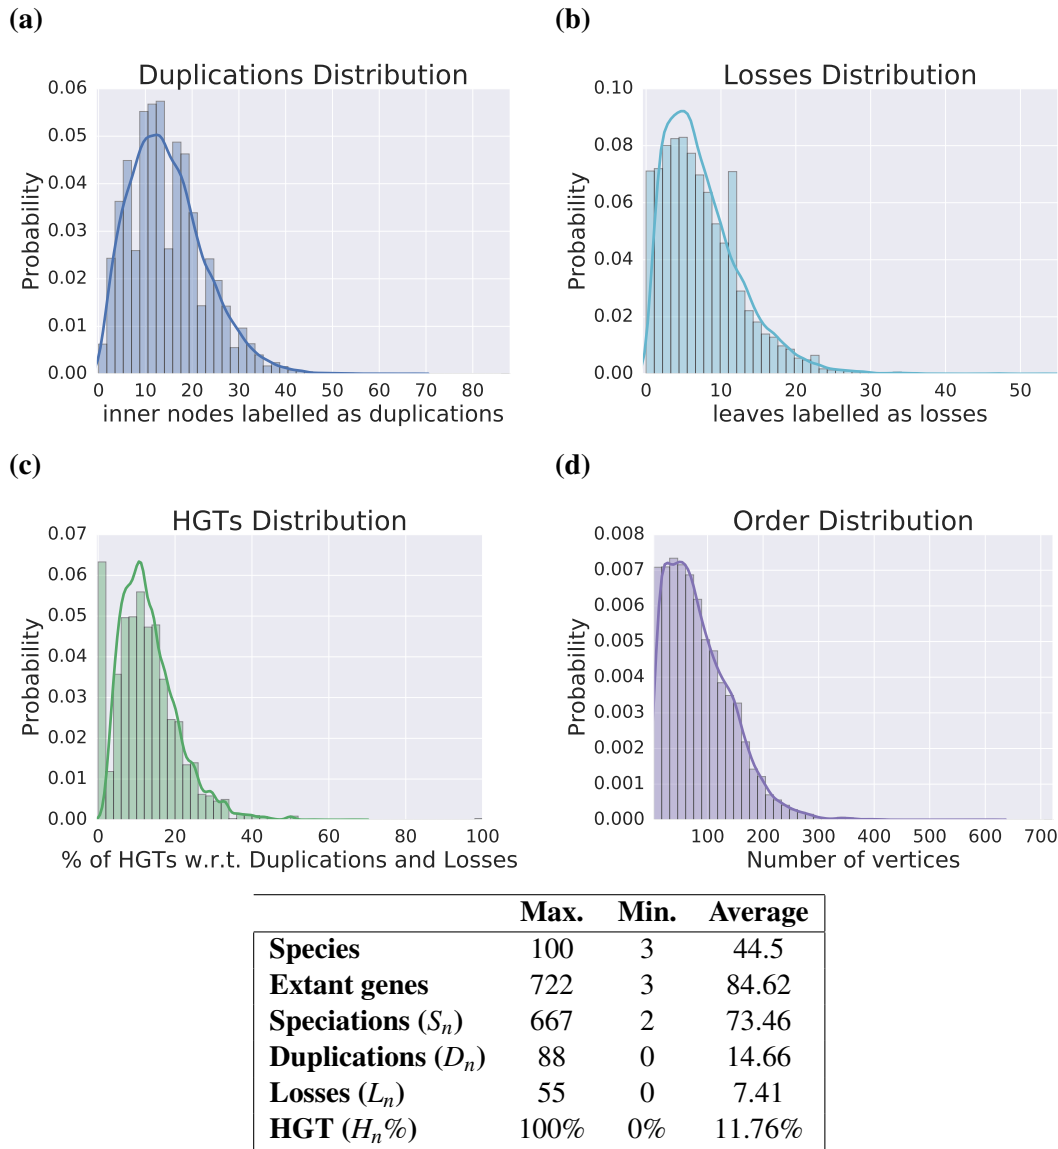 (a)
Duplications Distribution
0.06
0.05
0.04
0.03
0.02
0.01
0.00
Probability
0 10 20 30 40 50 60 70 80
inner nodes labelled as duplications
(b)
Losses Distribution
0.10
0.08
0.06
0.04
0.02
0.00
Probability
0 10 20 30 40 50
leaves labelled as losses
(c)
HGTs Distribution
0.07
0.06
0.05
0.04
0.03
0.02
0.01
0.00
Probability
0 20 40 60 80 100
% of HGTs w.r.t. Duplications and Losses
(d)
Order Distribution
0.008
0.007
0.006
0.005
0.004
0.003
0.002
0.001
0.000
Probability
100 200 300 400 500 600 700
Number of vertices
Max. Min. Average
Species 100 3 44.5
Extant genes 722 3 84.62
Speciations (Sₙ) 667 2 73.46
Duplications (Dₙ) 88 0 14.66
Losses (Lₙ) 55 0 7.41
HGT (Hₙ%) 100% 0% 11.76%